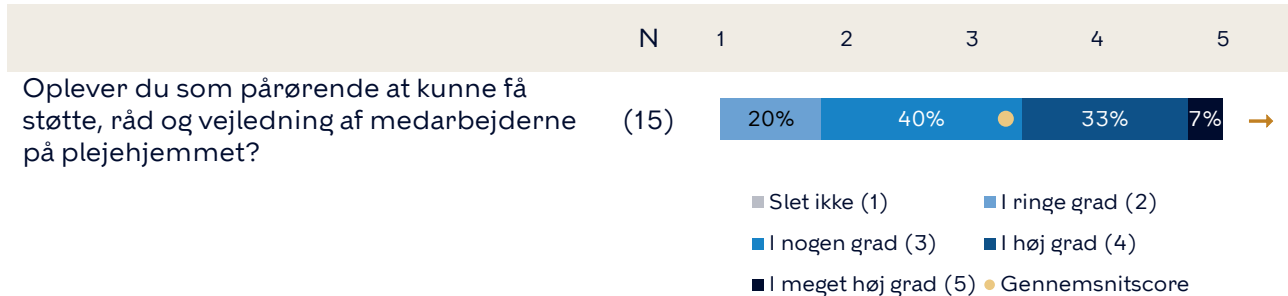 N 1 2 3 4 5
Oplever du som pårørende at kunne få
støtte, råd og vejledning af medarbejderne
på plejehjemmet?
(15) 20% 40% 33% 7%
Slet ikke (1) I ringe grad (2)
I nogen grad (3) I høj grad (4)
I meget høj grad (5) Gennemsnitscore